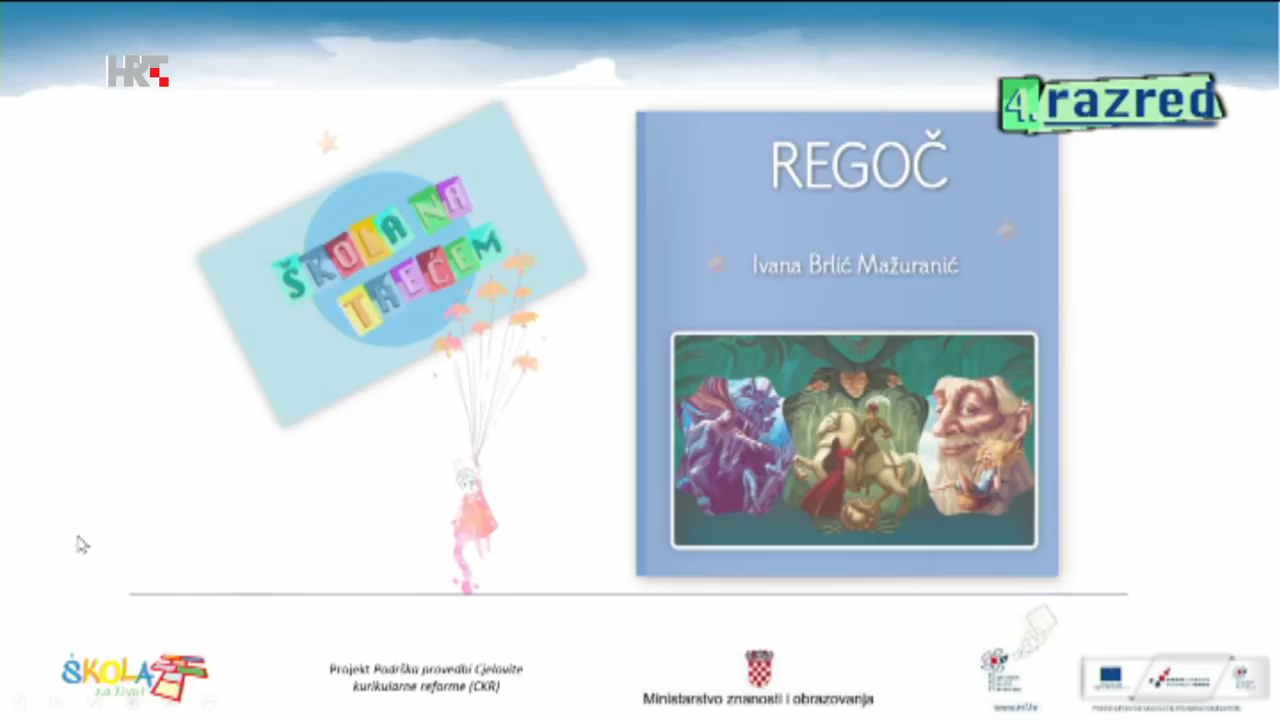 HRT
4. razred
ŠKOLA NA
TREĆEM
REGOČ
Ivana Brlić Mažuranić
ŠKOLA
za život
Projekt Podrška provedbi Cjelovite
kurikularne reforme (CKR)
Ministarstvo znanosti i obrazovanja